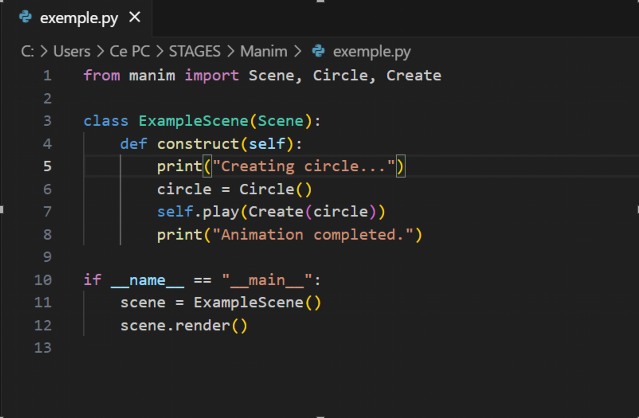 exemple.py
C: > Users > Ce PC > STAGES > Manim > exemple.py
1 from manim import Scene, Circle, Create
2
3 class ExampleScene(Scene):
4     def construct(self):
5         print("Creating circle...")
6         circle = Circle()
7         self.play(Create(circle))
8         print("Animation completed.")
9
10 if __name__ == "__main__":
11     scene = ExampleScene()
12     scene.render()
13